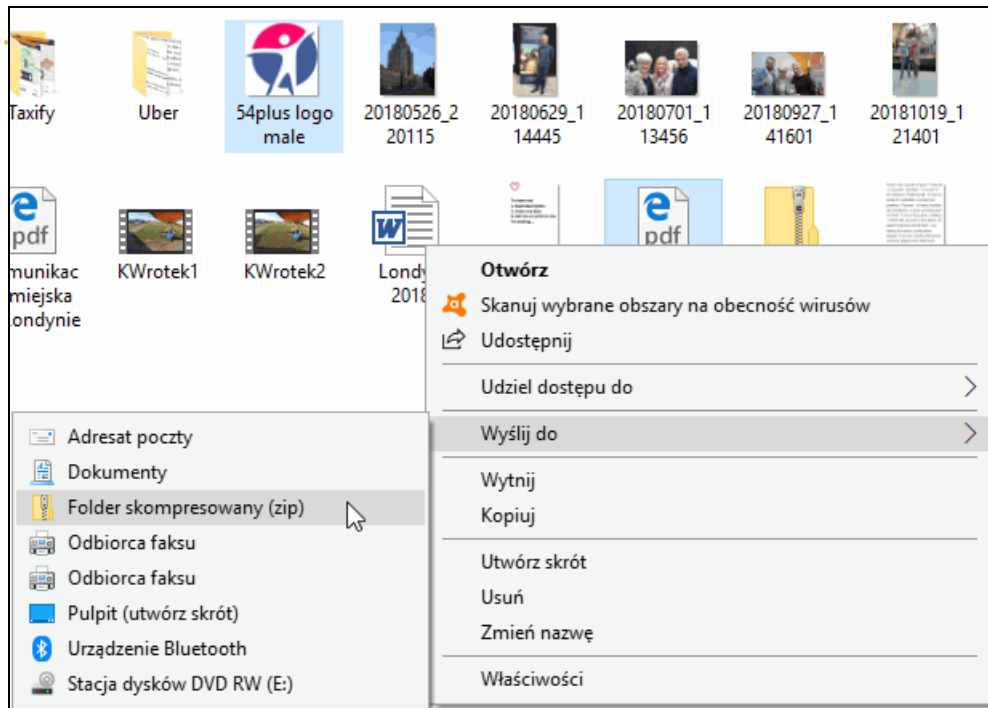 Taxify
Uber
54plus logo
male
20180526_2
20115
20180629_1
14445
20180701_1
13456
20180927_1
41601
20181019_1
21401
pdf
munikac
miejska
ondynie
KWrotek1
KWrotek2
W
Londy
2018
pdf
Otwórz
Skanuj wybrane obszary na obecność wirusów
Udostępnij
Udziel dostępu do
Wyślij do
Wytnij
Kopiuj
Utwórz skrót
Usuń
Zmień nazwę
Właściwości
Adresat poczty
Dokumenty
Folder skompresowany (zip)
Odbiorca faksu
Odbiorca faksu
Pulpit (utwórz skrót)
Urządzenie Bluetooth
Stacja dysków DVD RW (E:)